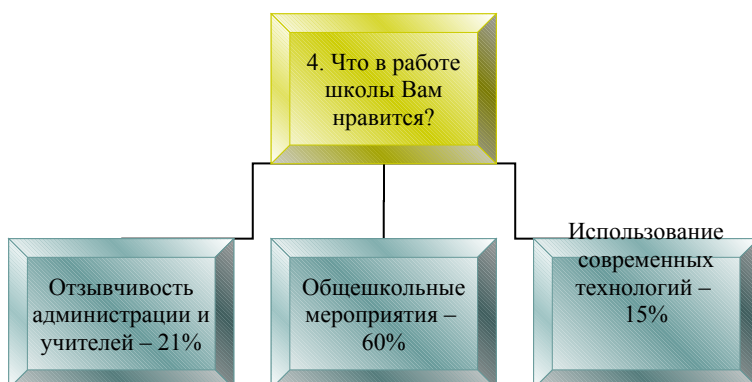 4. Что в работе
школы Вам
нравится?
Отзывчивость
администрации и
учителей – 21%
Общешкольные
мероприятия –
60%
Использование
современных
технологий –
15%